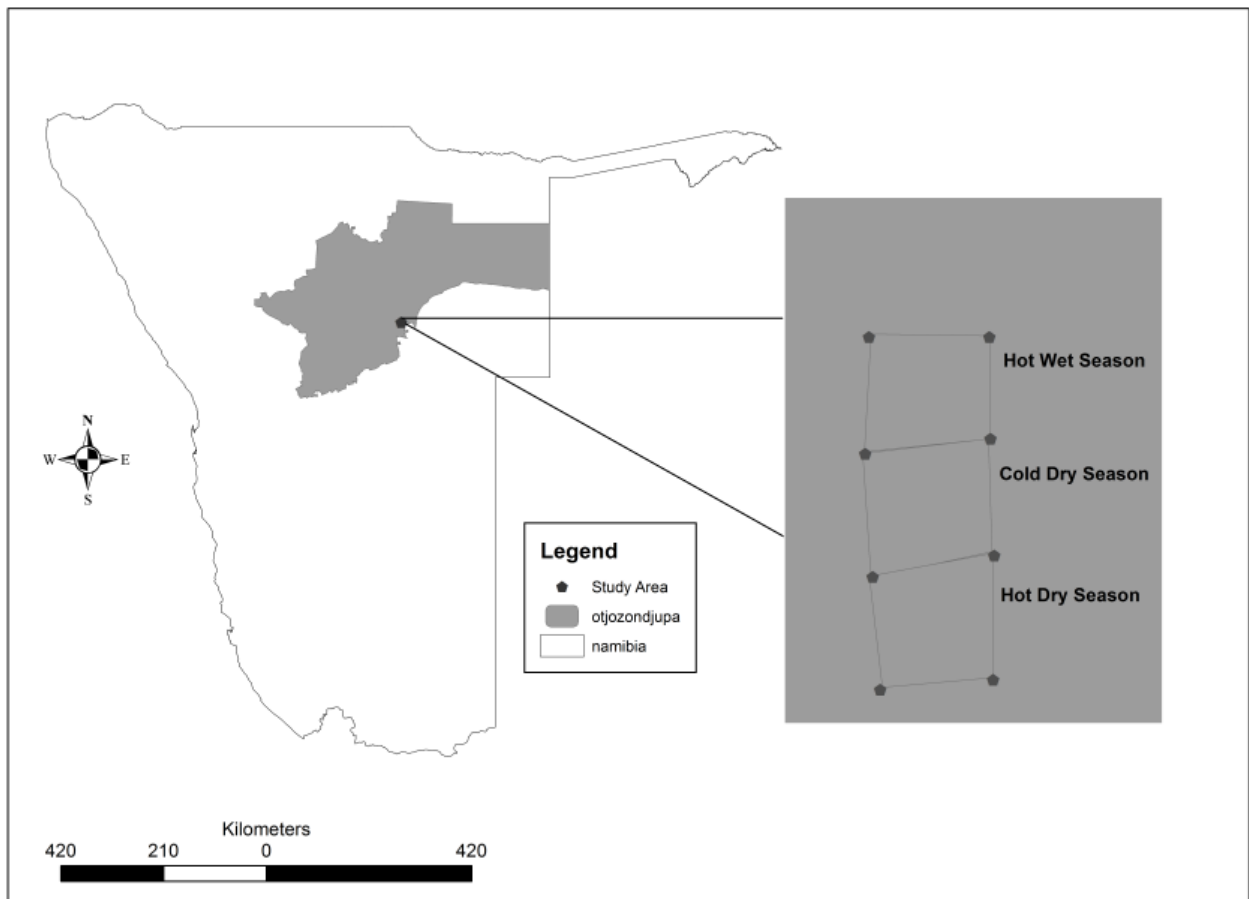 Hot Wet Season
Cold Dry Season
Hot Dry Season
N
W E
S
Legend
Study Area
otjozondjupa
namibia
Kilometers
420 210 0 420